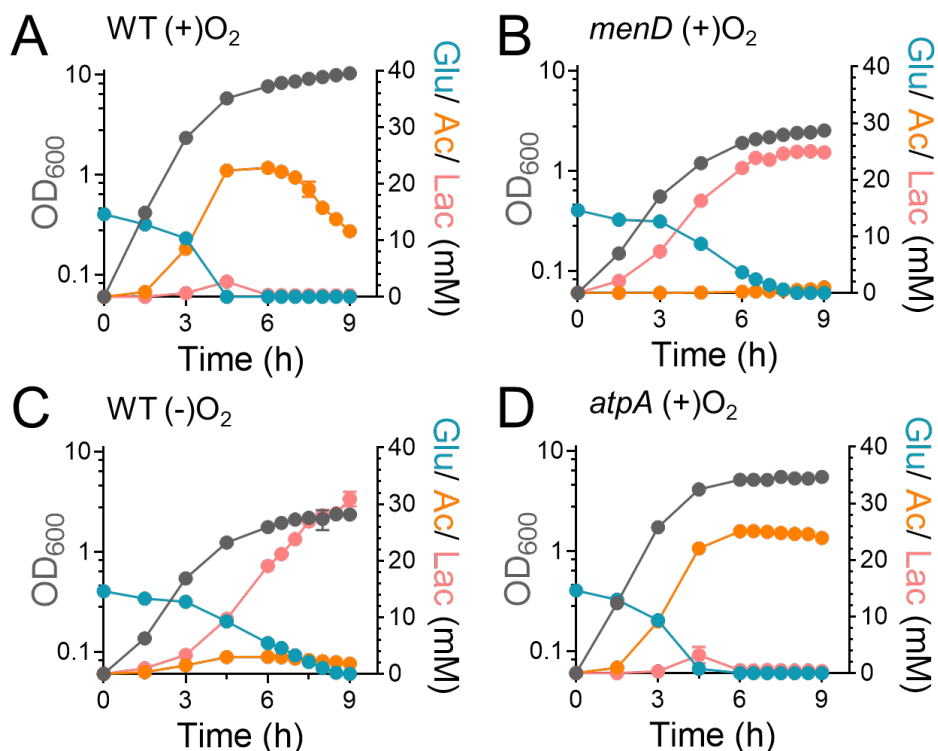 A WT (+)O₂
OD₆₀₀
10
1
0.1
40
30
20
10
0
Glu/ Ac/ Lac (mM)
0 3 6 9
Time (h)
B menD (+)O₂
OD₆₀₀
10
1
0.1
40
30
20
10
0
Glu/ Ac/ Lac (mM)
0 3 6 9
Time (h)
C WT (-)O₂
OD₆₀₀
10
1
0.1
40
30
20
10
0
Glu/ Ac/ Lac (mM)
0 3 6 9
Time (h)
D atpA (+)O₂
OD₆₀₀
10
1
0.1
40
30
20
10
0
Glu/ Ac/ Lac (mM)
0 3 6 9
Time (h)